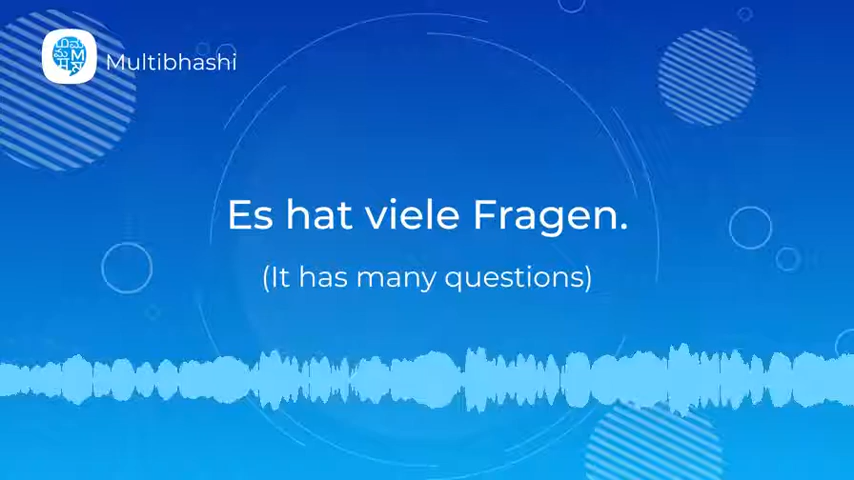 Multibhashi
Es hat viele Fragen.
(It has many questions)